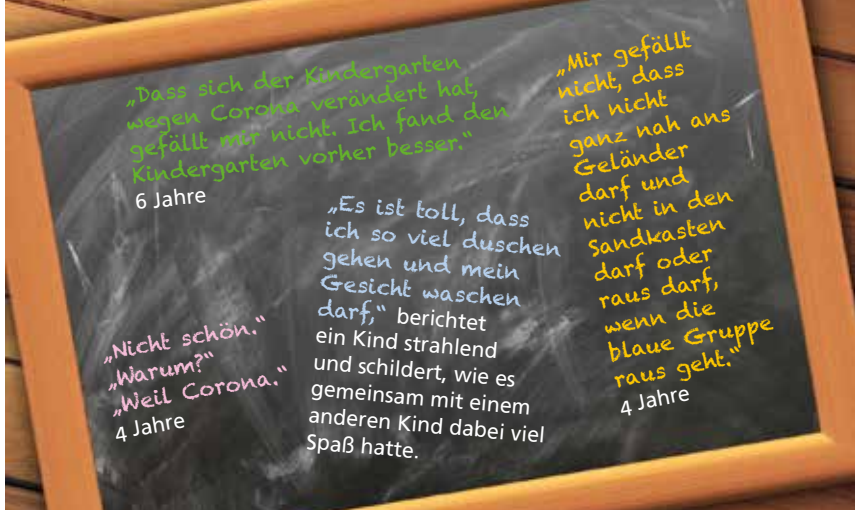 „Dass sich der Kindergarten
wegen Corona verändert hat,
gefällt mir nicht. Ich fand den
Kindergarten vorher besser.“
6 Jahre
„Nicht schön.“
„Warum?“
„Weil Corona.“
4 Jahre
„Es ist toll, dass
ich so viel duschen
gehen und mein
Gesicht waschen
darf,“ berichtet
ein Kind strahlend
und schildert, wie es
gemeinsam mit einem
anderen Kind dabei viel
Spaß hatte.
„Mir gefällt
nicht, dass
ich nicht
ganz nah ans
Geländer
darf und
nicht in den
Sandkasten
darf oder
raus darf,
wenn die
blaue Gruppe
raus geht.“
4 Jahre